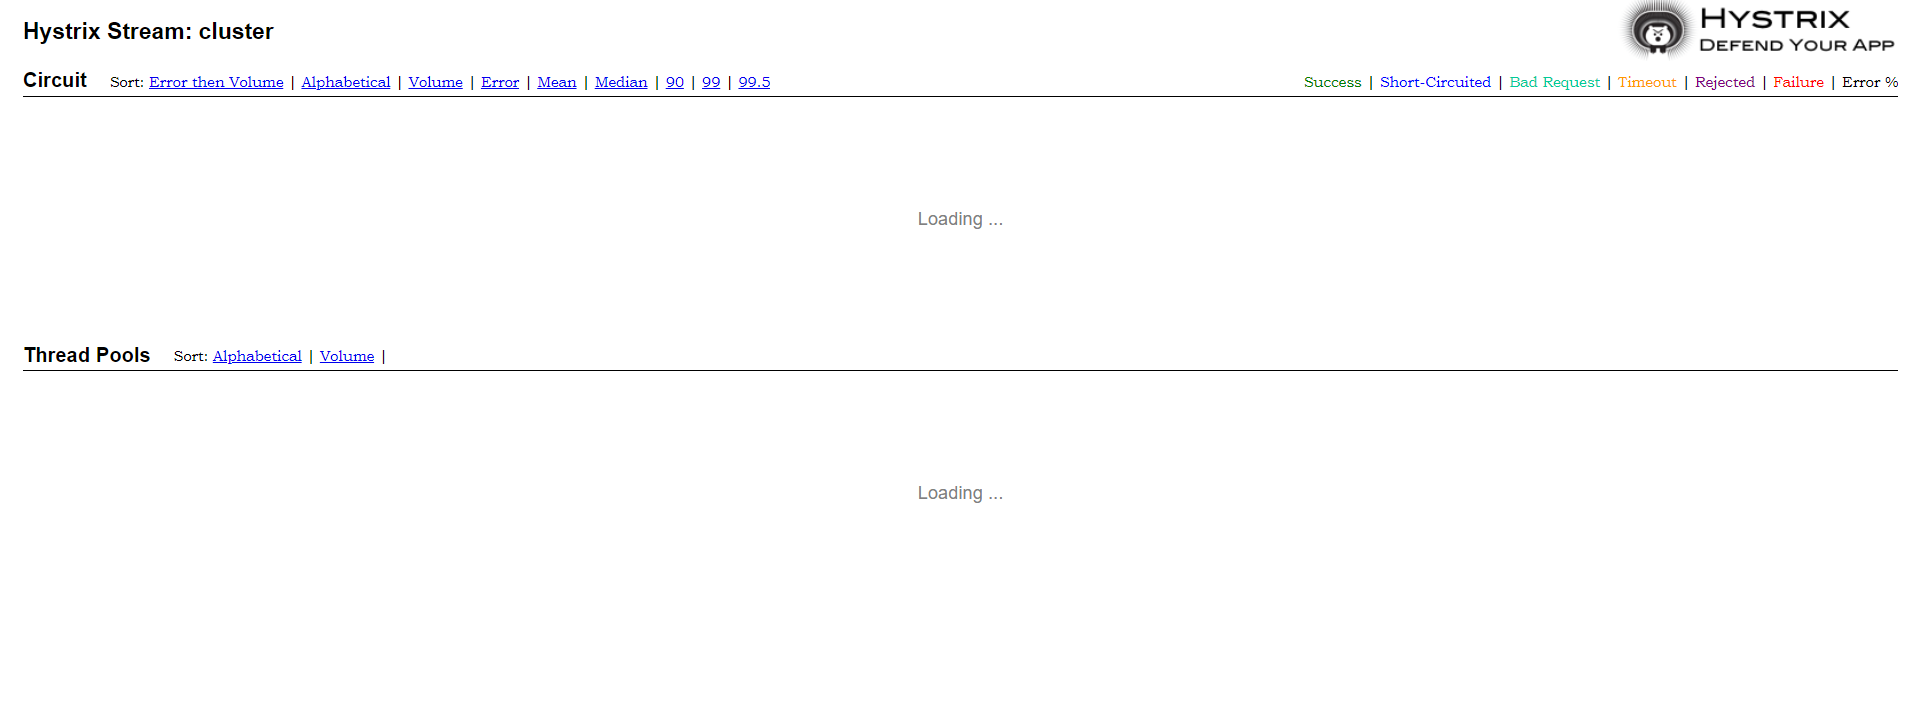 Hystrix Stream: cluster
HYSTRIX
DEFEND YOUR APP
Circuit Sort: Error then Volume | Alphabetical | Volume | Error | Mean | Median | 90 | 99 | 99.5
Success | Short-Circuited | Bad Request | Timeout | Rejected | Failure | Error %
Loading ...
Thread Pools Sort: Alphabetical | Volume |
Loading ...